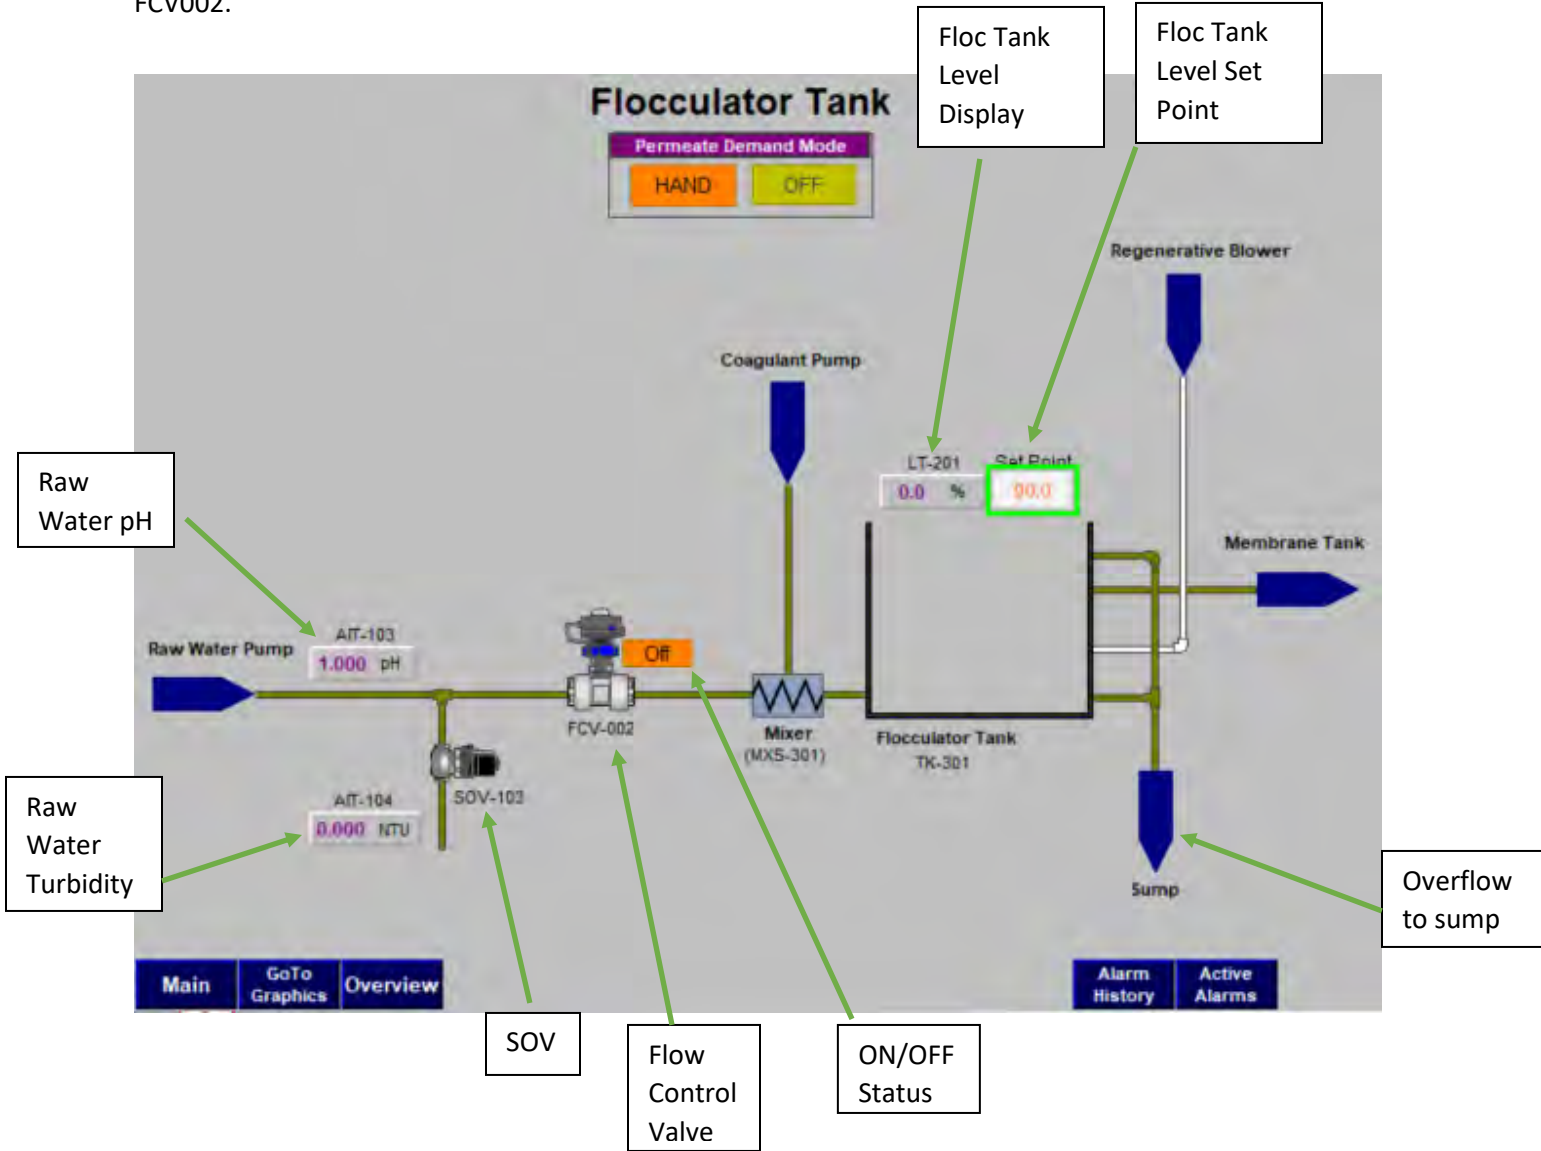 FCV002.
Floc Tank
Level
Display
Floc Tank
Level Set
Point
Flocculator Tank
Permeate Demand Mode
HAND
OFF
Regenerative Blower
Coagulant Pump
LT-201
Set Point
0.0 %
90.0
Raw
Water pH
Membrane Tank
AIT-103
1.000 pH
Raw Water Pump
Off
FCV-002
Mixer
(MXS-301)
Flocculator Tank
TK-301
Raw
Water
Turbidity
AIT-104
0.000 NTU
SOV-103
Sump
Overflow
to sump
Main
GoTo
Graphics
Overview
Alarm
History
Active
Alarms
SOV
Flow
Control
Valve
ON/OFF
Status